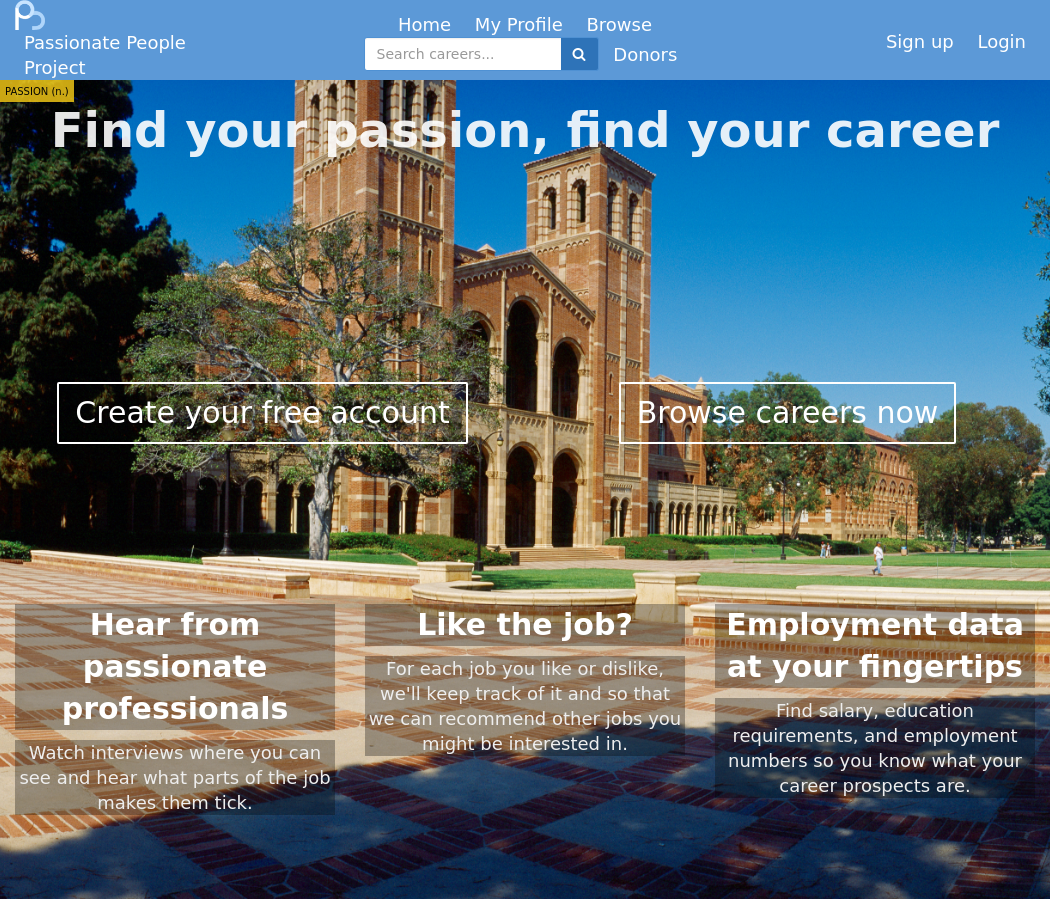 Passionate People
Project
Home My Profile Browse
Search careers...
Donors
Sign up Login
PASSION (n.)
Find your passion, find your career
Create your free account
Browse careers now
Hear from
passionate
professionals
Watch interviews where you can
see and hear what parts of the job
makes them tick.
Like the job?
For each job you like or dislike,
we'll keep track of it and so that
we can recommend other jobs you
might be interested in.
Employment data
at your fingertips
Find salary, education
requirements, and employment
numbers so you know what your
career prospects are.